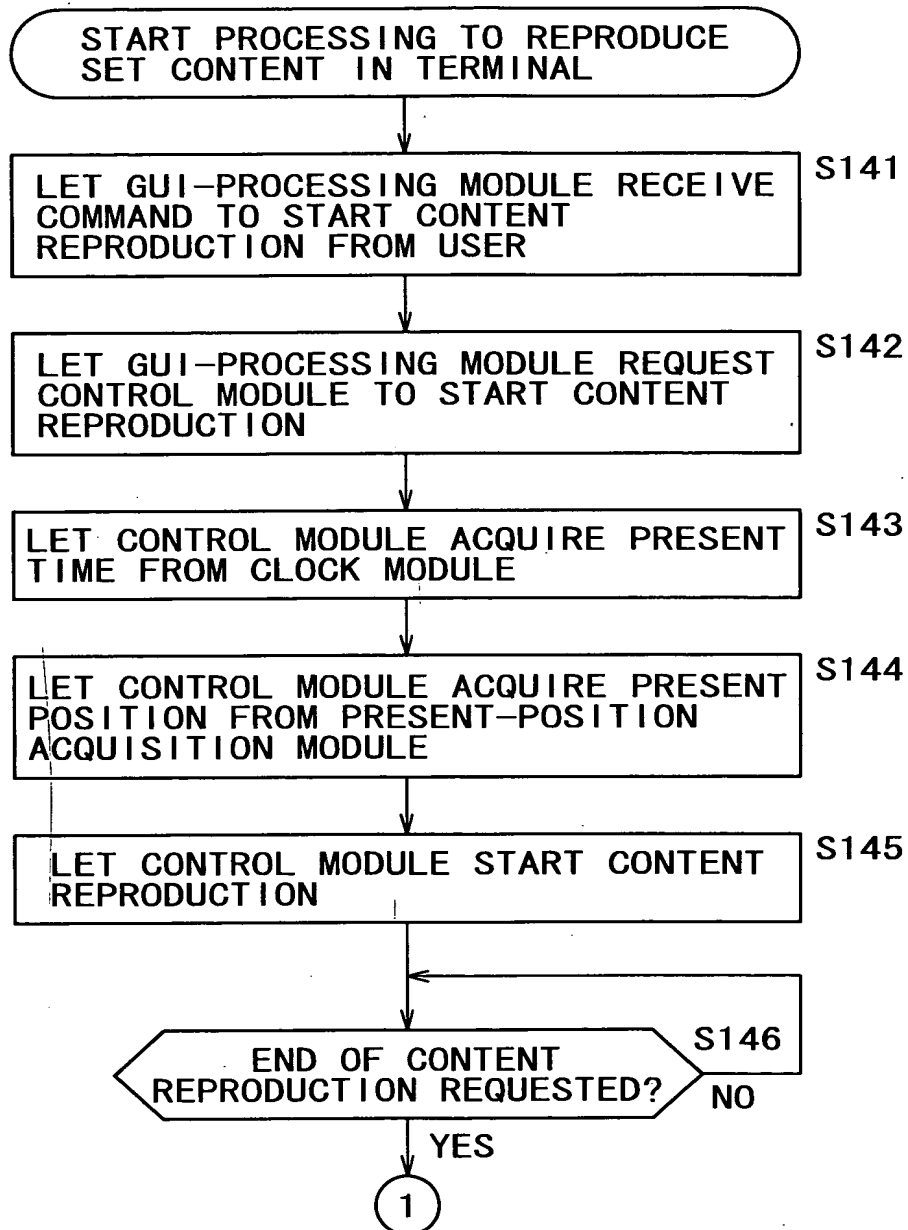 START PROCESSING TO REPRODUCE
SET CONTENT IN TERMINAL
S141
LET GUI-PROCESSING MODULE RECEIVE
COMMAND TO START CONTENT
REPRODUCTION FROM USER
S142
LET GUI-PROCESSING MODULE REQUEST
CONTROL MODULE TO START CONTENT
REPRODUCTION
S143
LET CONTROL MODULE ACQUIRE PRESENT
TIME FROM CLOCK MODULE
S144
LET CONTROL MODULE ACQUIRE PRESENT
POSITION FROM PRESENT-POSITION
ACQUISITION MODULE
S145
LET CONTROL MODULE START CONTENT
REPRODUCTION
S146
END OF CONTENT
REPRODUCTION REQUESTED?
NO
YES
1